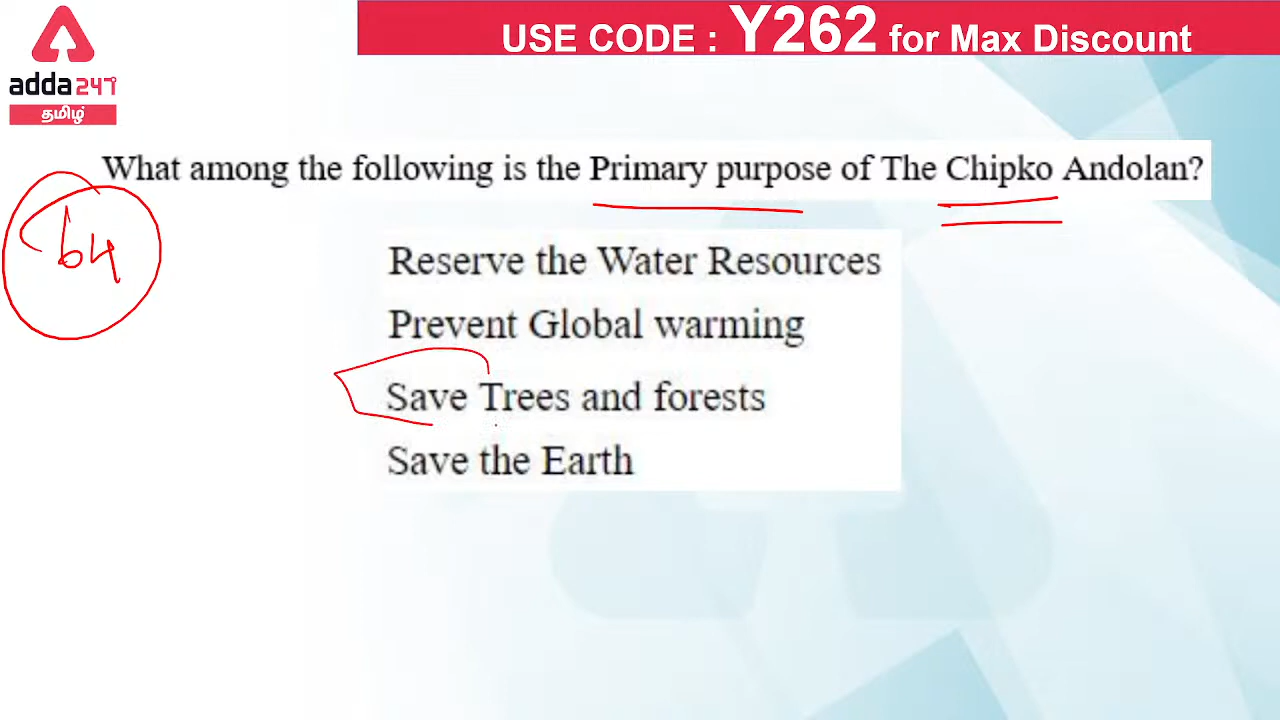 USE CODE : Y262 for Max Discount
adda247
தமிழ்
What among the following is the Primary purpose of The Chipko Andolan?
64
Reserve the Water Resources
Prevent Global warming
Save Trees and forests
Save the Earth